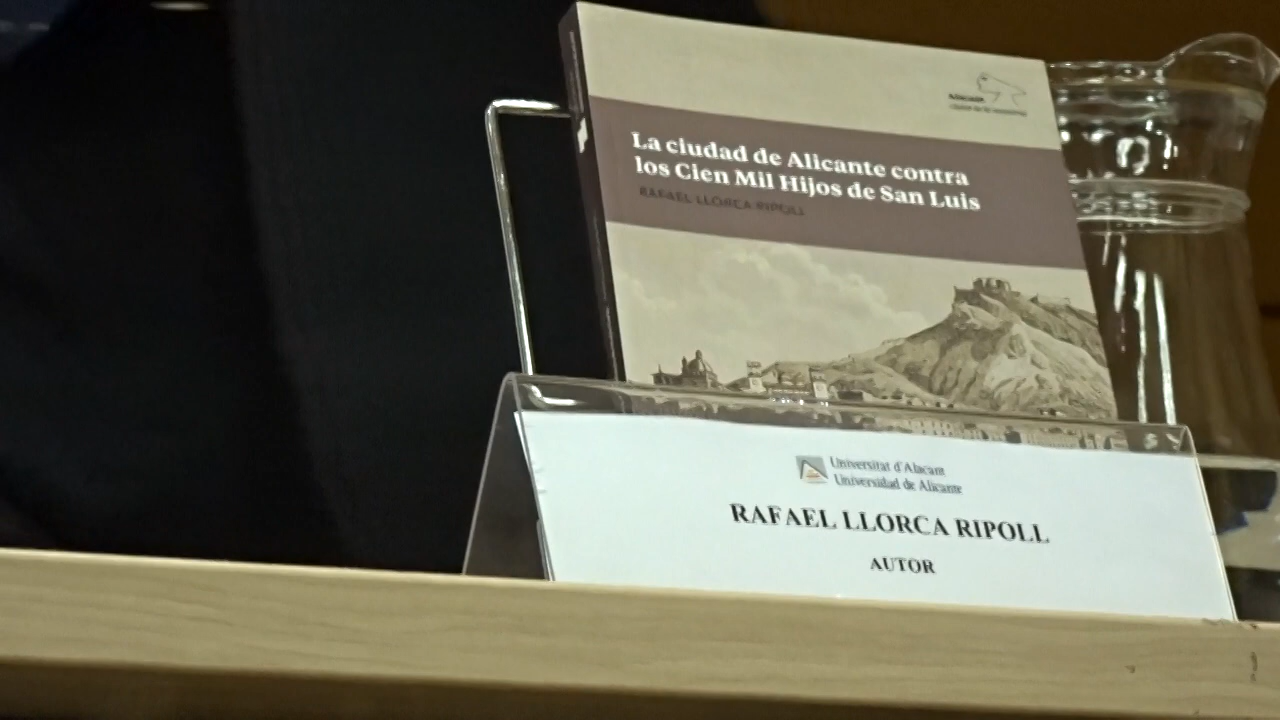 Alacant
La ciudad de Alicante contra
los Cien Mil Hijos de San Luis
RAFAEL LLORCA RIPOLL
Universitat d'Alacant
Universidad de Alicante
RAFAEL LLORCA RIPOLL
AUTOR